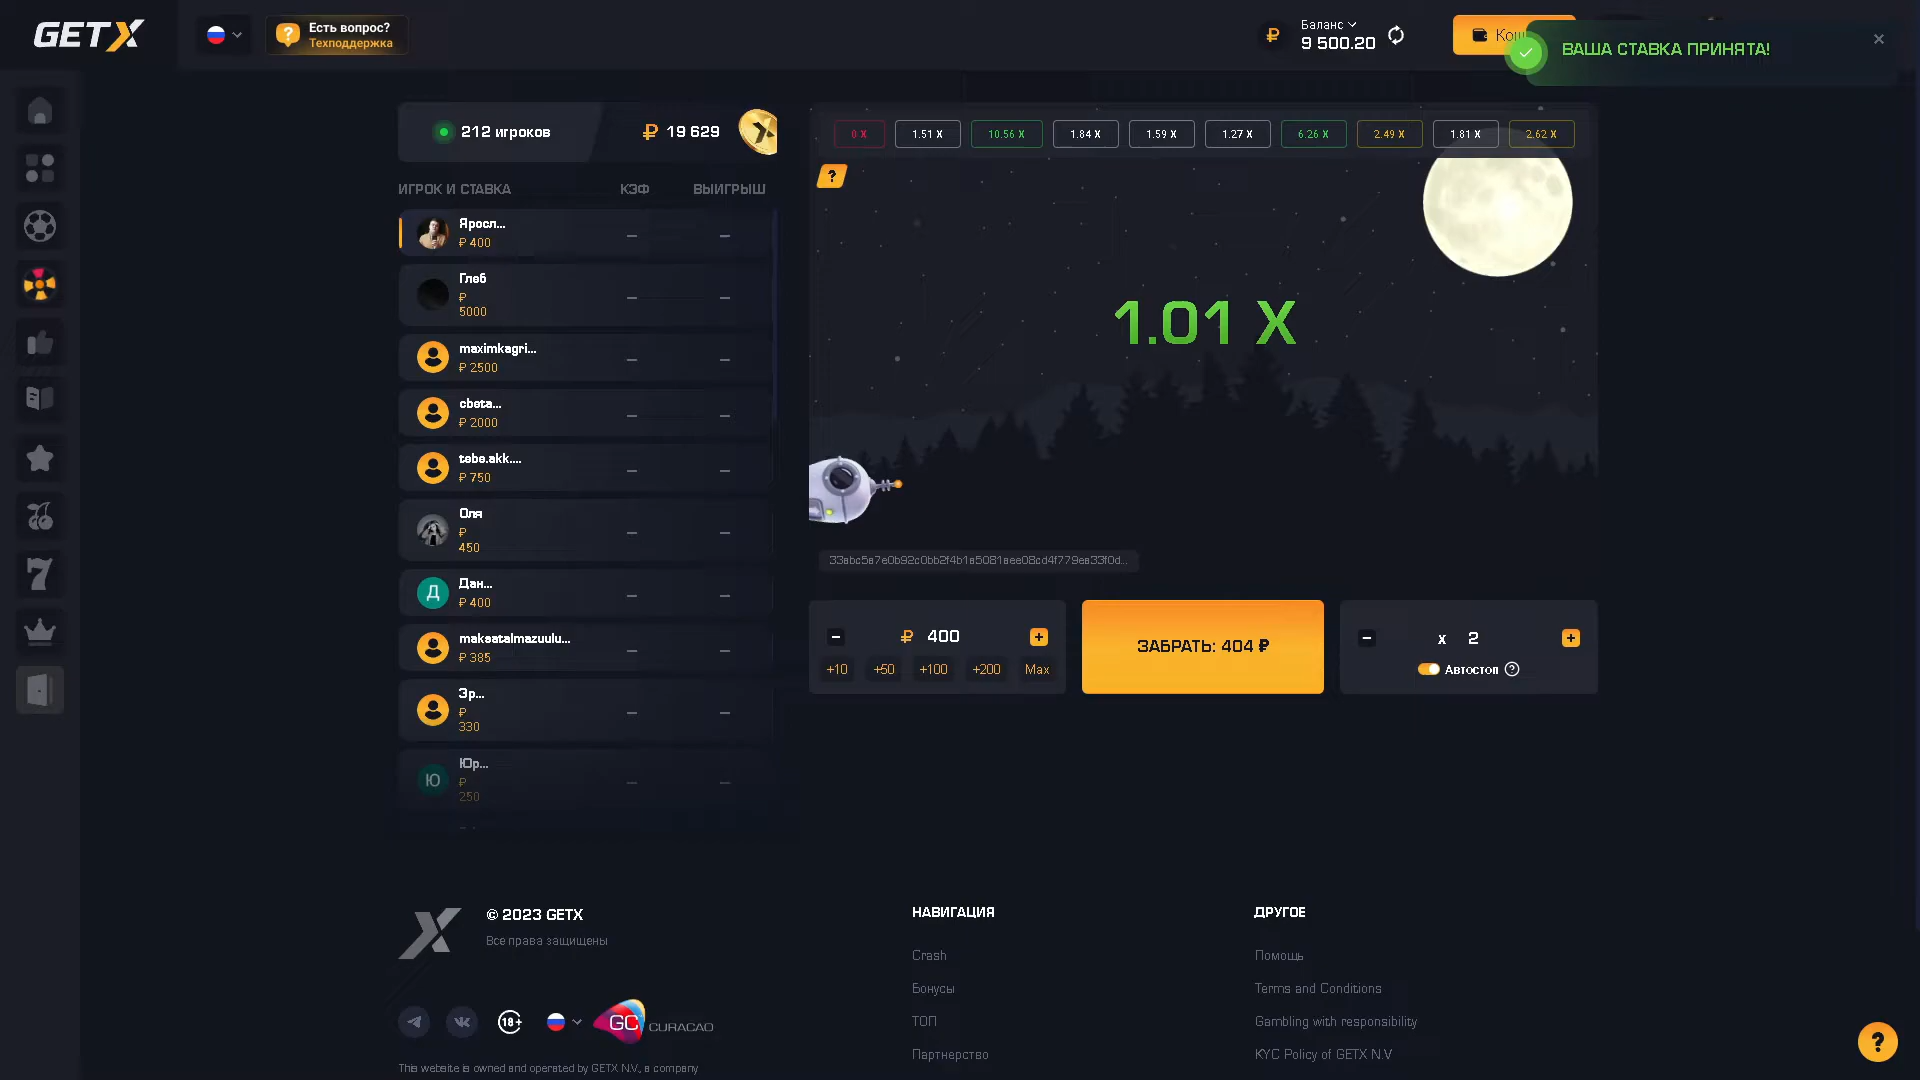 GETX
Есть вопрос?
Техподдержка
Баланс
₽ 9 500.20
Кош
ВАША СТАВКА ПРИНЯТА!
212 игроков
₽ 19 629
ИГРОК И СТАВКА КЭФ ВЫИГРЫШ
Яросл...
₽ 400
— —
Глеб
₽
5000
— —
maximkagri...
₽ 2500
— —
cbeta...
₽ 2000
— —
tebe.akk....
₽ 750
— —
Оля
₽
450
— —
Д
Дан...
₽ 400
— —
maksatalmazuulu...
₽ 385
— —
Эр...
₽
330
— —
Ю
Юр...
₽
250
— —
0 X 1.51 X 10.56 X 1.84 X 1.59 X 1.27 X 6.26 X 2.49 X 1.81 X 2.62 X
?
1.01 X
33abc5a7e0b92c0bb2f4b1a5081aee08cd4f779ea33f0d...
− ₽ 400 +
+10 +50 +100 +200 Max
ЗАБРАТЬ: 404 ₽
− x 2 +
Автостоп ?
© 2023 GETX
Все права защищены
18+
GC CURACAO
This website is owned and operated by GETX N.V., a company
НАВИГАЦИЯ
Crash
Бонусы
ТОП
Партнерство
ДРУГОЕ
Помощь
Terms and Conditions
Gambling with responsibility
KYC Policy of GETX N.V
?